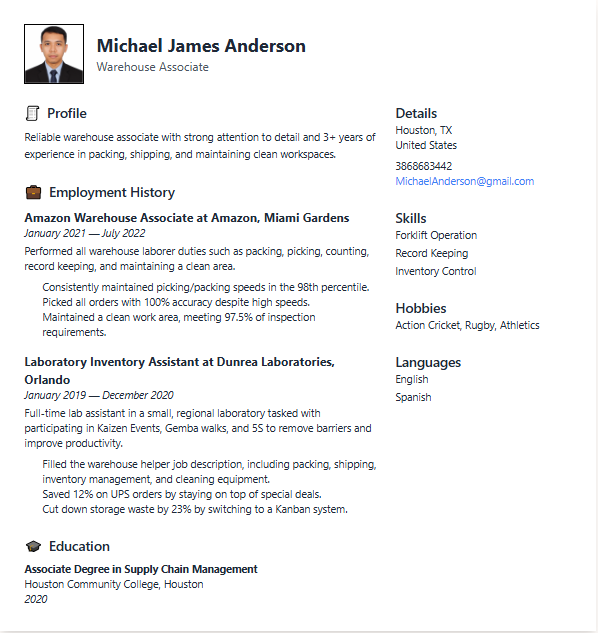 Michael James Anderson
Warehouse Associate
Profile
Reliable warehouse associate with strong attention to detail and 3+ years of
experience in packing, shipping, and maintaining clean workspaces.
Employment History
Amazon Warehouse Associate at Amazon, Miami Gardens
January 2021 — July 2022
Performed all warehouse laborer duties such as packing, picking, counting,
record keeping, and maintaining a clean area.
Consistently maintained picking/packing speeds in the 98th percentile.
Picked all orders with 100% accuracy despite high speeds.
Maintained a clean work area, meeting 97.5% of inspection
requirements.
Laboratory Inventory Assistant at Dunrea Laboratories,
Orlando
January 2019 — December 2020
Full-time lab assistant in a small, regional laboratory tasked with
participating in Kaizen Events, Gemba walks, and 5S to remove barriers and
improve productivity.
Filled the warehouse helper job description, including packing, shipping,
inventory management, and cleaning equipment.
Saved 12% on UPS orders by staying on top of special deals.
Cut down storage waste by 23% by switching to a Kanban system.
Education
Associate Degree in Supply Chain Management
Houston Community College, Houston
2020
Details
Houston, TX
United States
3868683442
MichaelAnderson@gmail.com
Skills
Forklift Operation
Record Keeping
Inventory Control
Hobbies
Action Cricket, Rugby, Athletics
Languages
English
Spanish